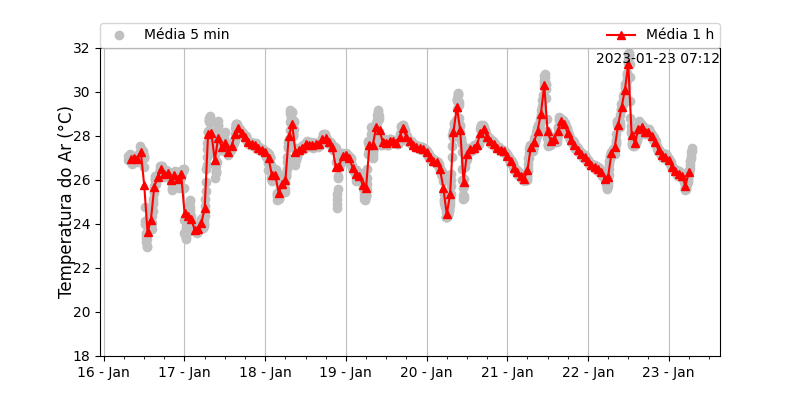 Média 5 min
Média 1 h
2023-01-23 07:12
Temperatura do Ar (°C)
32
30
28
26
24
22
20
18
16 - Jan
17 - Jan
18 - Jan
19 - Jan
20 - Jan
21 - Jan
22 - Jan
23 - Jan